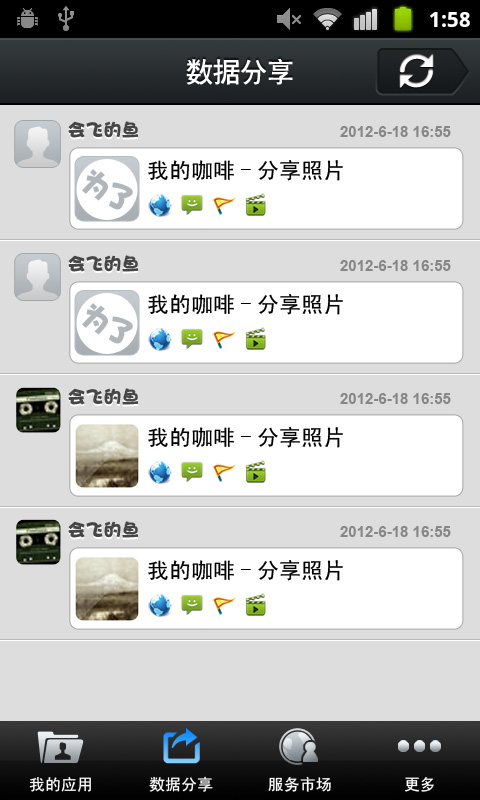 1:58
数据分享
会飞的鱼 2012-6-18 16:55
为了
我的咖啡－分享照片
会飞的鱼 2012-6-18 16:55
为了
我的咖啡－分享照片
会飞的鱼 2012-6-18 16:55
我的咖啡－分享照片
会飞的鱼 2012-6-18 16:55
我的咖啡－分享照片
我的应用 数据分享 服务市场 更多